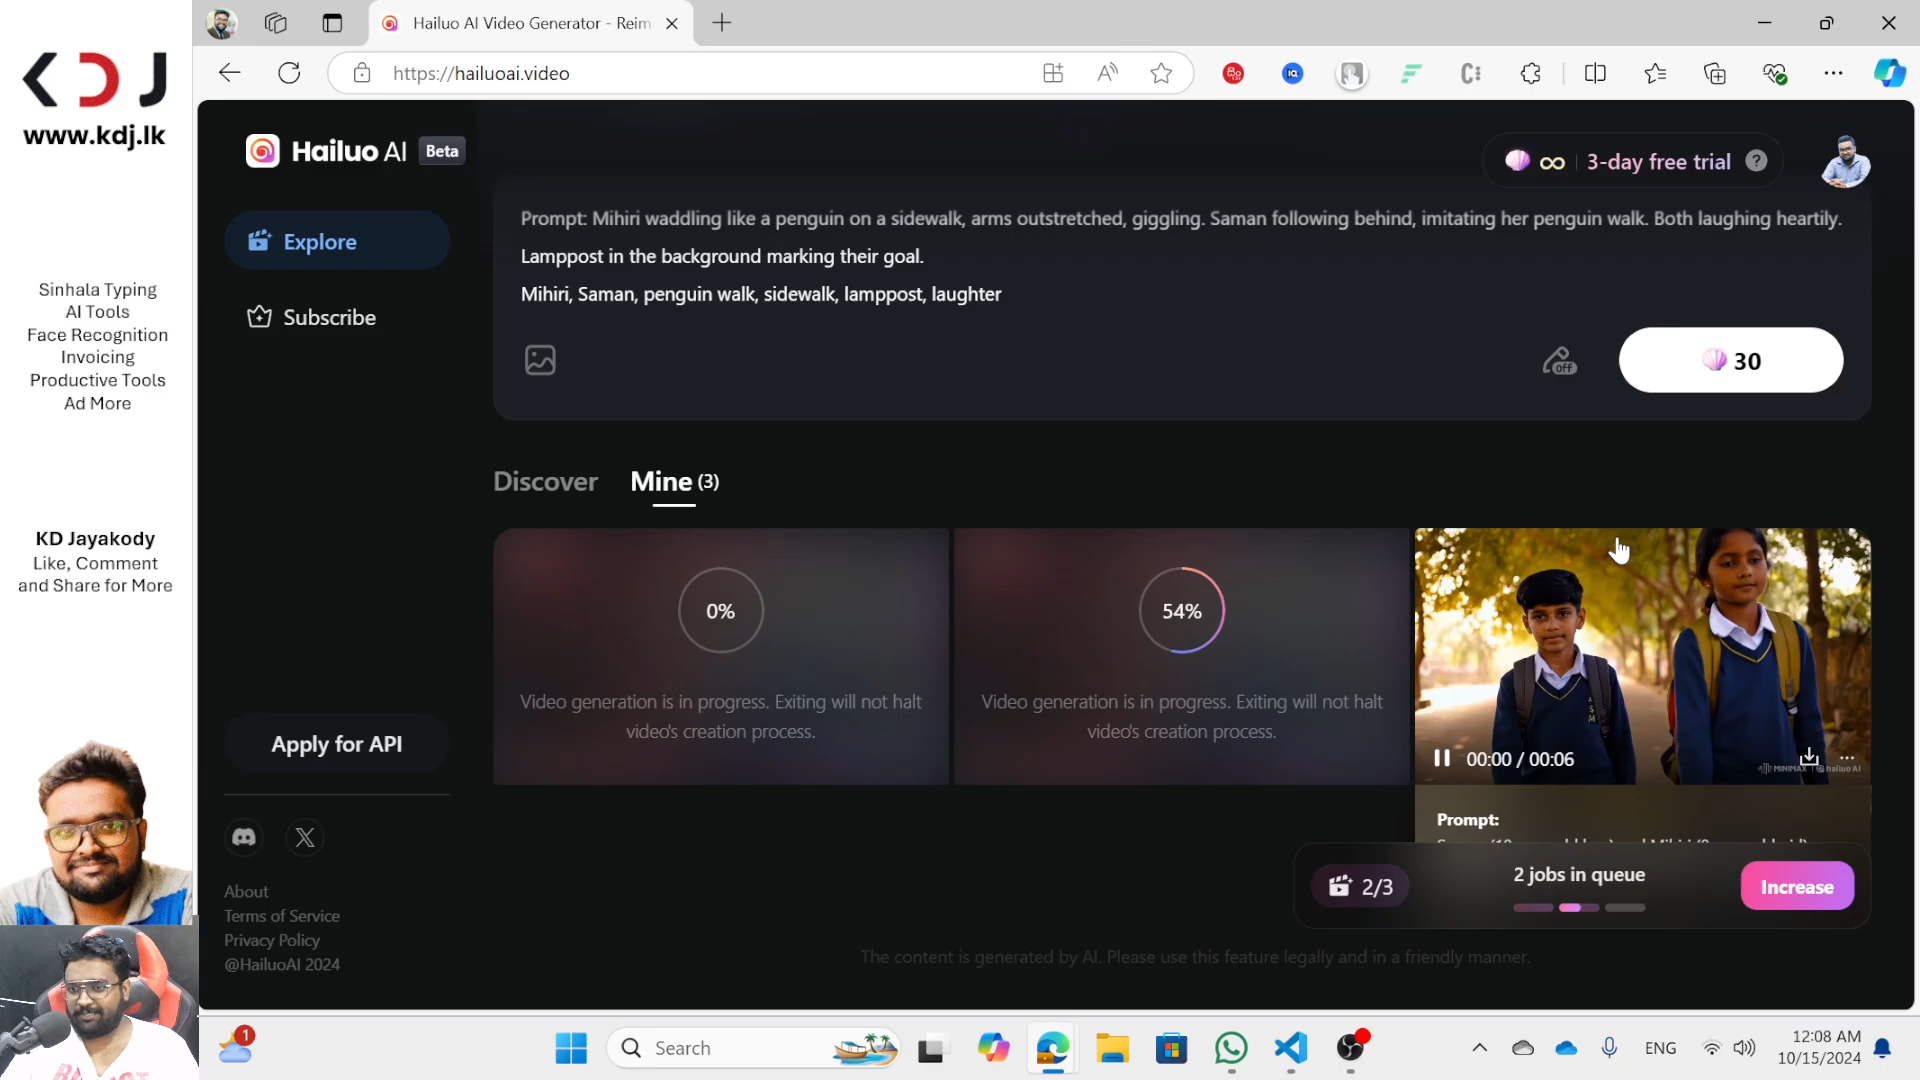 KDJ
www.kdj.lk
Sinhala Typing
AI Tools
Face Recognition
Invoicing
Productive Tools
Ad More
KD Jayakody
Like, Comment
and Share for More
Hailuo AI Video Generator - Reim
https://hailuoai.video
Hailuo AI Beta
3-day free trial ?
Explore
Subscribe
Prompt: Mihiri waddling like a penguin on a sidewalk, arms outstretched, giggling. Saman following behind, imitating her penguin walk. Both laughing heartily.
Lamppost in the background marking their goal.
Mihiri, Saman, penguin walk, sidewalk, lamppost, laughter
OFF
30
Discover Mine (3)
0%
Video generation is in progress. Exiting will not halt
video's creation process.
54%
Video generation is in progress. Exiting will not halt
video's creation process.
00:00 / 00:06
MINIMAX hailuo AI
Prompt:
2/3
2 jobs in queue
Increase
Apply for API
About
Terms of Service
Privacy Policy
@HailuoAI 2024
The content is generated by AI. Please use this feature legally and in a friendly manner.
1
Search
ENG
12:08 AM
10/15/2024